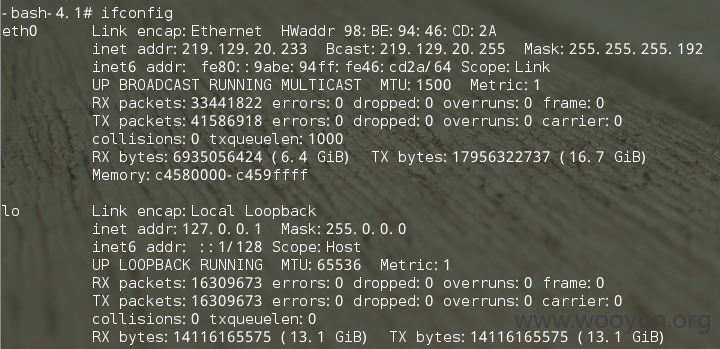 -bash-4.1# ifconfig
eth0 Link encap:Ethernet HWaddr 98:BE:94:46:CD:2A
inet addr:219.129.20.233 Bcast:219.129.20.255 Mask:255.255.255.192
inet6 addr: fe80::9abe:94ff:fe46:cd2a/64 Scope:Link
UP BROADCAST RUNNING MULTICAST MTU:1500 Metric:1
RX packets:33441822 errors:0 dropped:0 overruns:0 frame:0
TX packets:41586918 errors:0 dropped:0 overruns:0 carrier:0
collisions:0 txqueuelen:1000
RX bytes:6935056424 (6.4 GiB) TX bytes:17956322737 (16.7 GiB)
Memory:c4580000-c459ffff
lo Link encap:Local Loopback
inet addr:127.0.0.1 Mask:255.0.0.0
inet6 addr: ::1/128 Scope:Host
UP LOOPBACK RUNNING MTU:65536 Metric:1
RX packets:16309673 errors:0 dropped:0 overruns:0 frame:0
TX packets:16309673 errors:0 dropped:0 overruns:0 carrier:0
collisions:0 txqueuelen:0
www.wooyun.org
RX bytes:14116165575 (13.1 GiB) TX bytes:14116165575 (13.1 GiB)